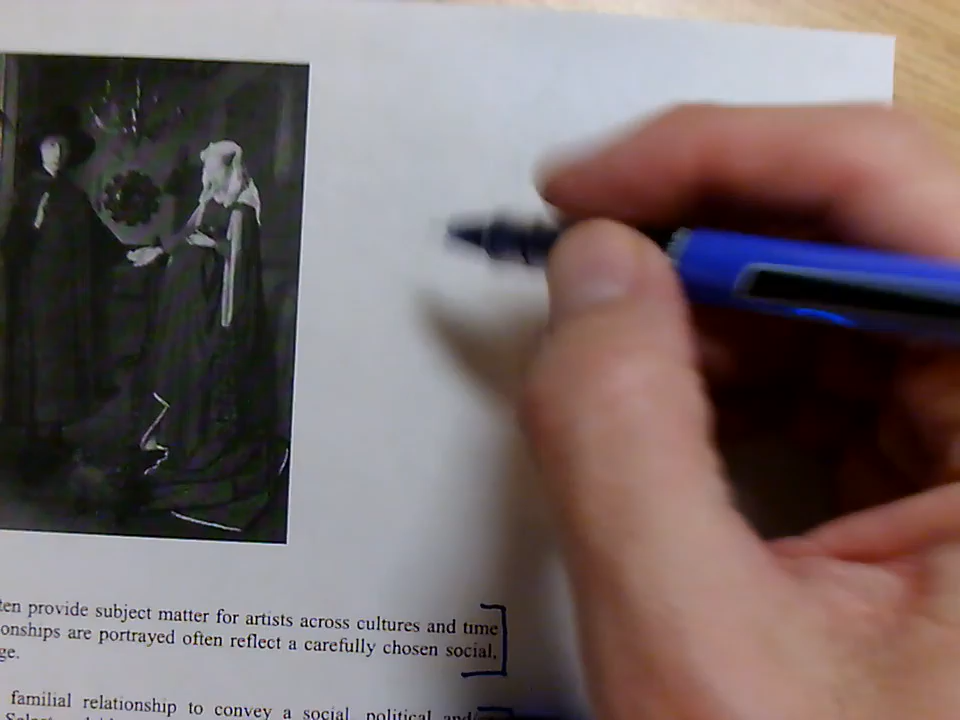 ten provide subject matter for artists across cultures and time
onships are portrayed often reflect a carefully chosen social,
ge.
familial relationship to convey a social, political and/